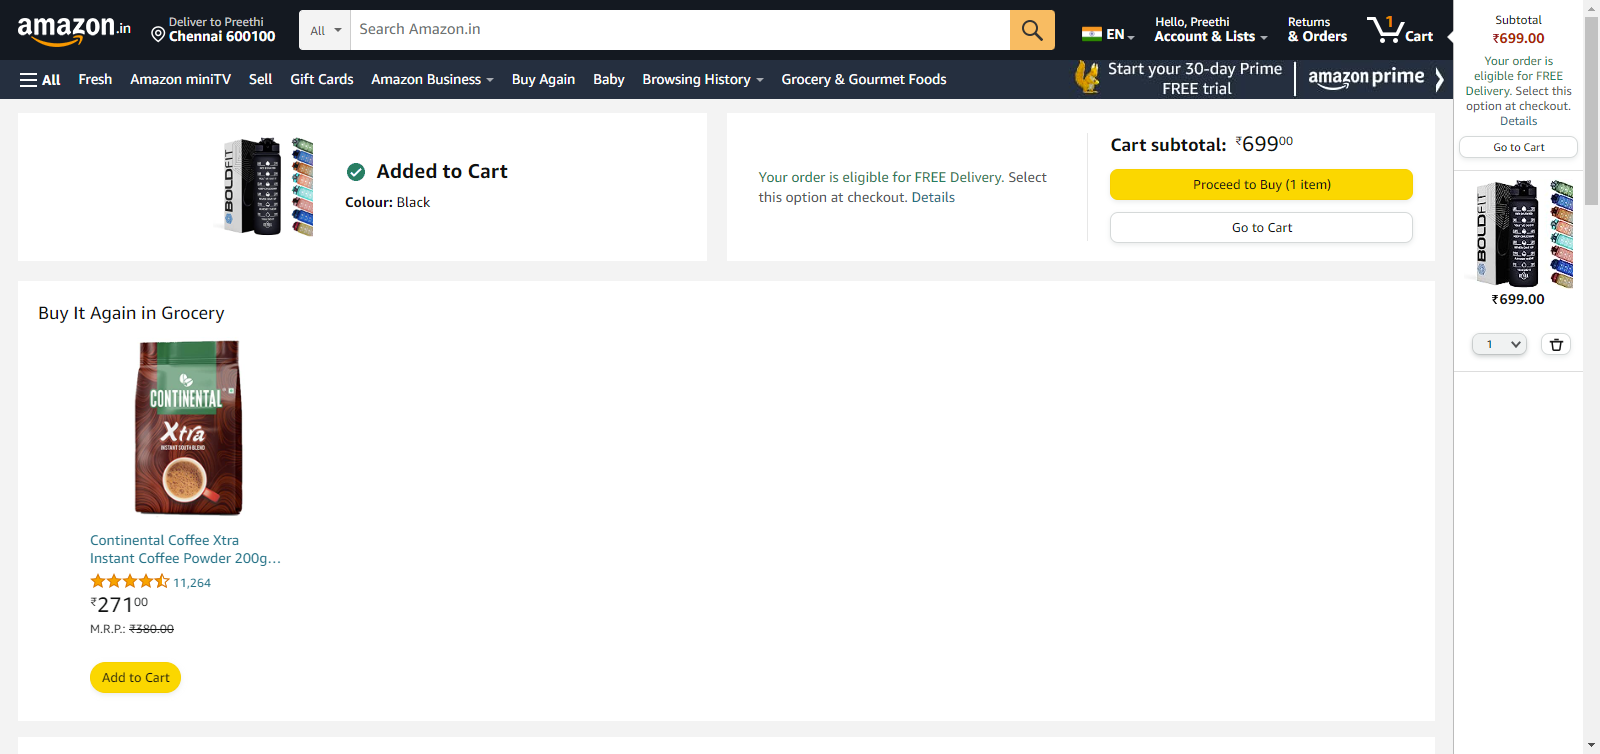 amazon.in
Deliver to Preethi
Chennai 600100
All
Search Amazon.in
EN
Hello, Preethi
Account & Lists
Returns
& Orders
1
Cart
All
Fresh
Amazon miniTV
Sell
Gift Cards
Amazon Business
Buy Again
Baby
Browsing History
Grocery & Gourmet Foods
Start your 30-day Prime
FREE trial
amazon prime
BOLDFIT
Added to Cart
Colour: Black
Your order is eligible for FREE Delivery. Select
this option at checkout. Details
Cart subtotal: ₹69900
Proceed to Buy (1 item)
Go to Cart
Buy It Again in Grocery
CONTINENTAL
Xtra
INSTANT SOUTH BLEND
Continental Coffee Xtra
Instant Coffee Powder 200g...
11,264
₹27100
M.R.P.: ₹380.00
Add to Cart
Subtotal
₹699.00
Your order is
eligible for FREE
Delivery. Select this
option at checkout.
Details
Go to Cart
BOLDFIT
₹699.00
1